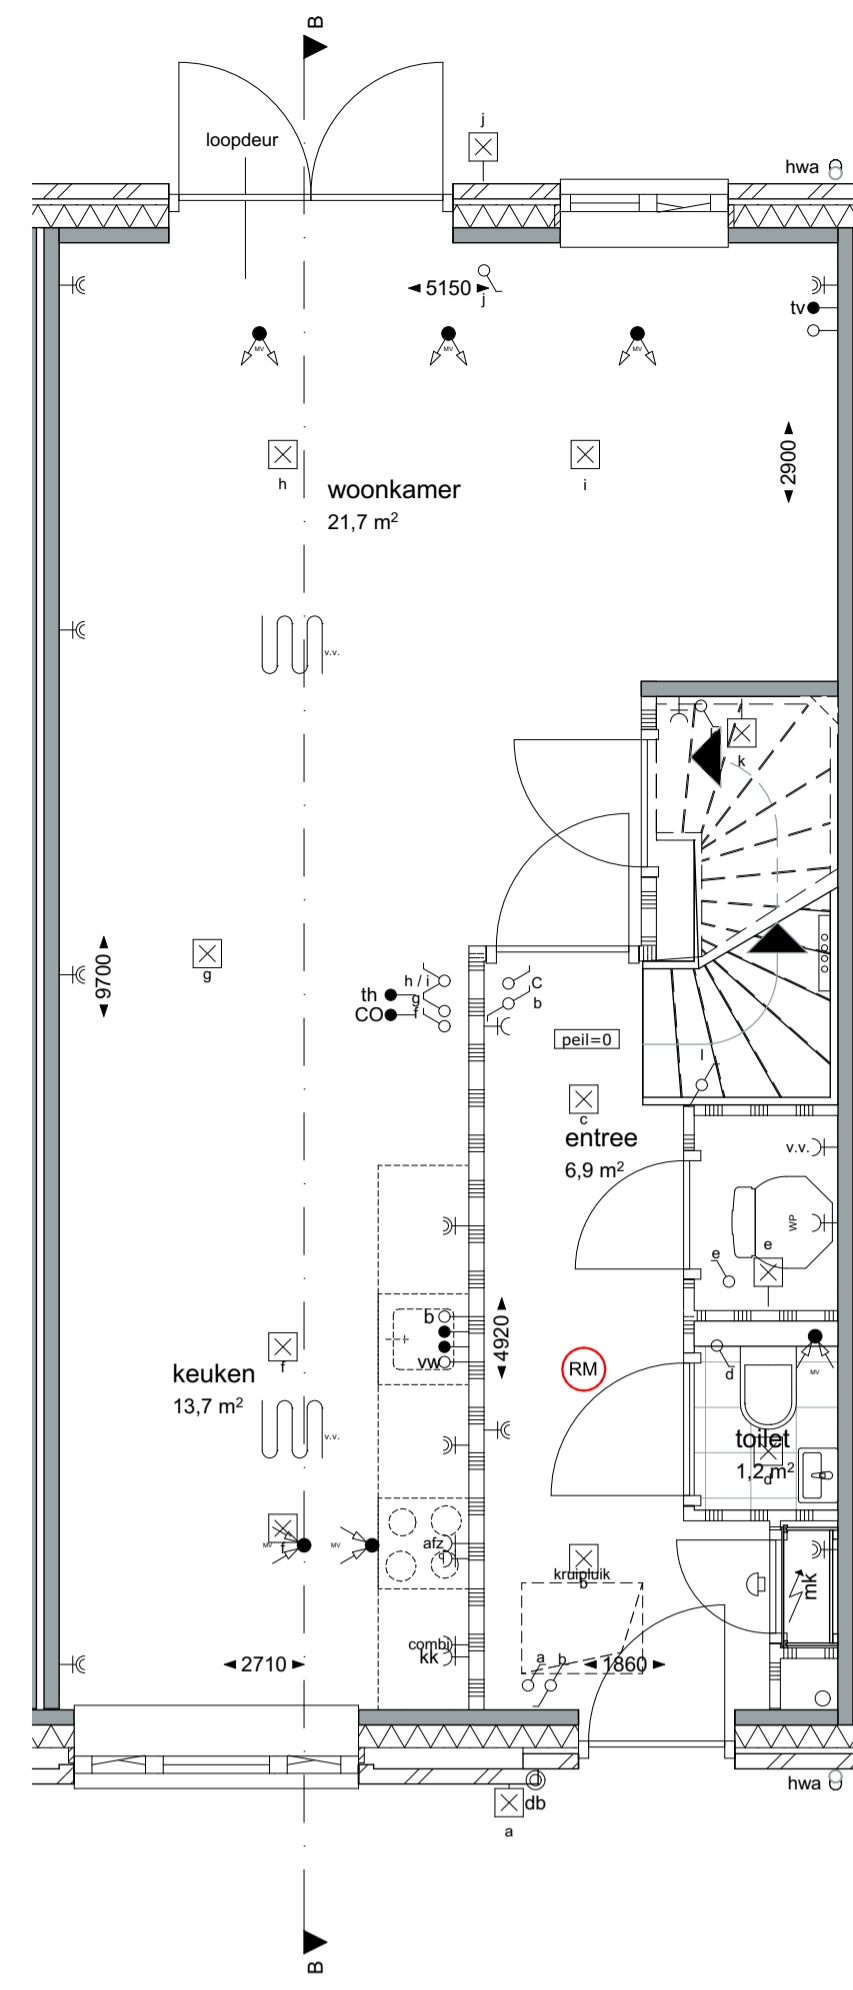 B
loopdeur
j
hwa
5150
j
tv
MV
MV
MV
2900
h
i
woonkamer
21,7 m²
v.v.
k
g
9700
h / i
th
g
CO
f
C
b
peil=0
l
c
entree
6,9 m²
v.v.
WP
e
e
b
vw
4920
keuken
13,7 m²
f
RM
d
MV
toilet
1,2 m²
d
v.v.
MV
f
MV
afz
kruipluik
b
mk
combi
kk
2710
a
b
1860
hwa
db
a
B